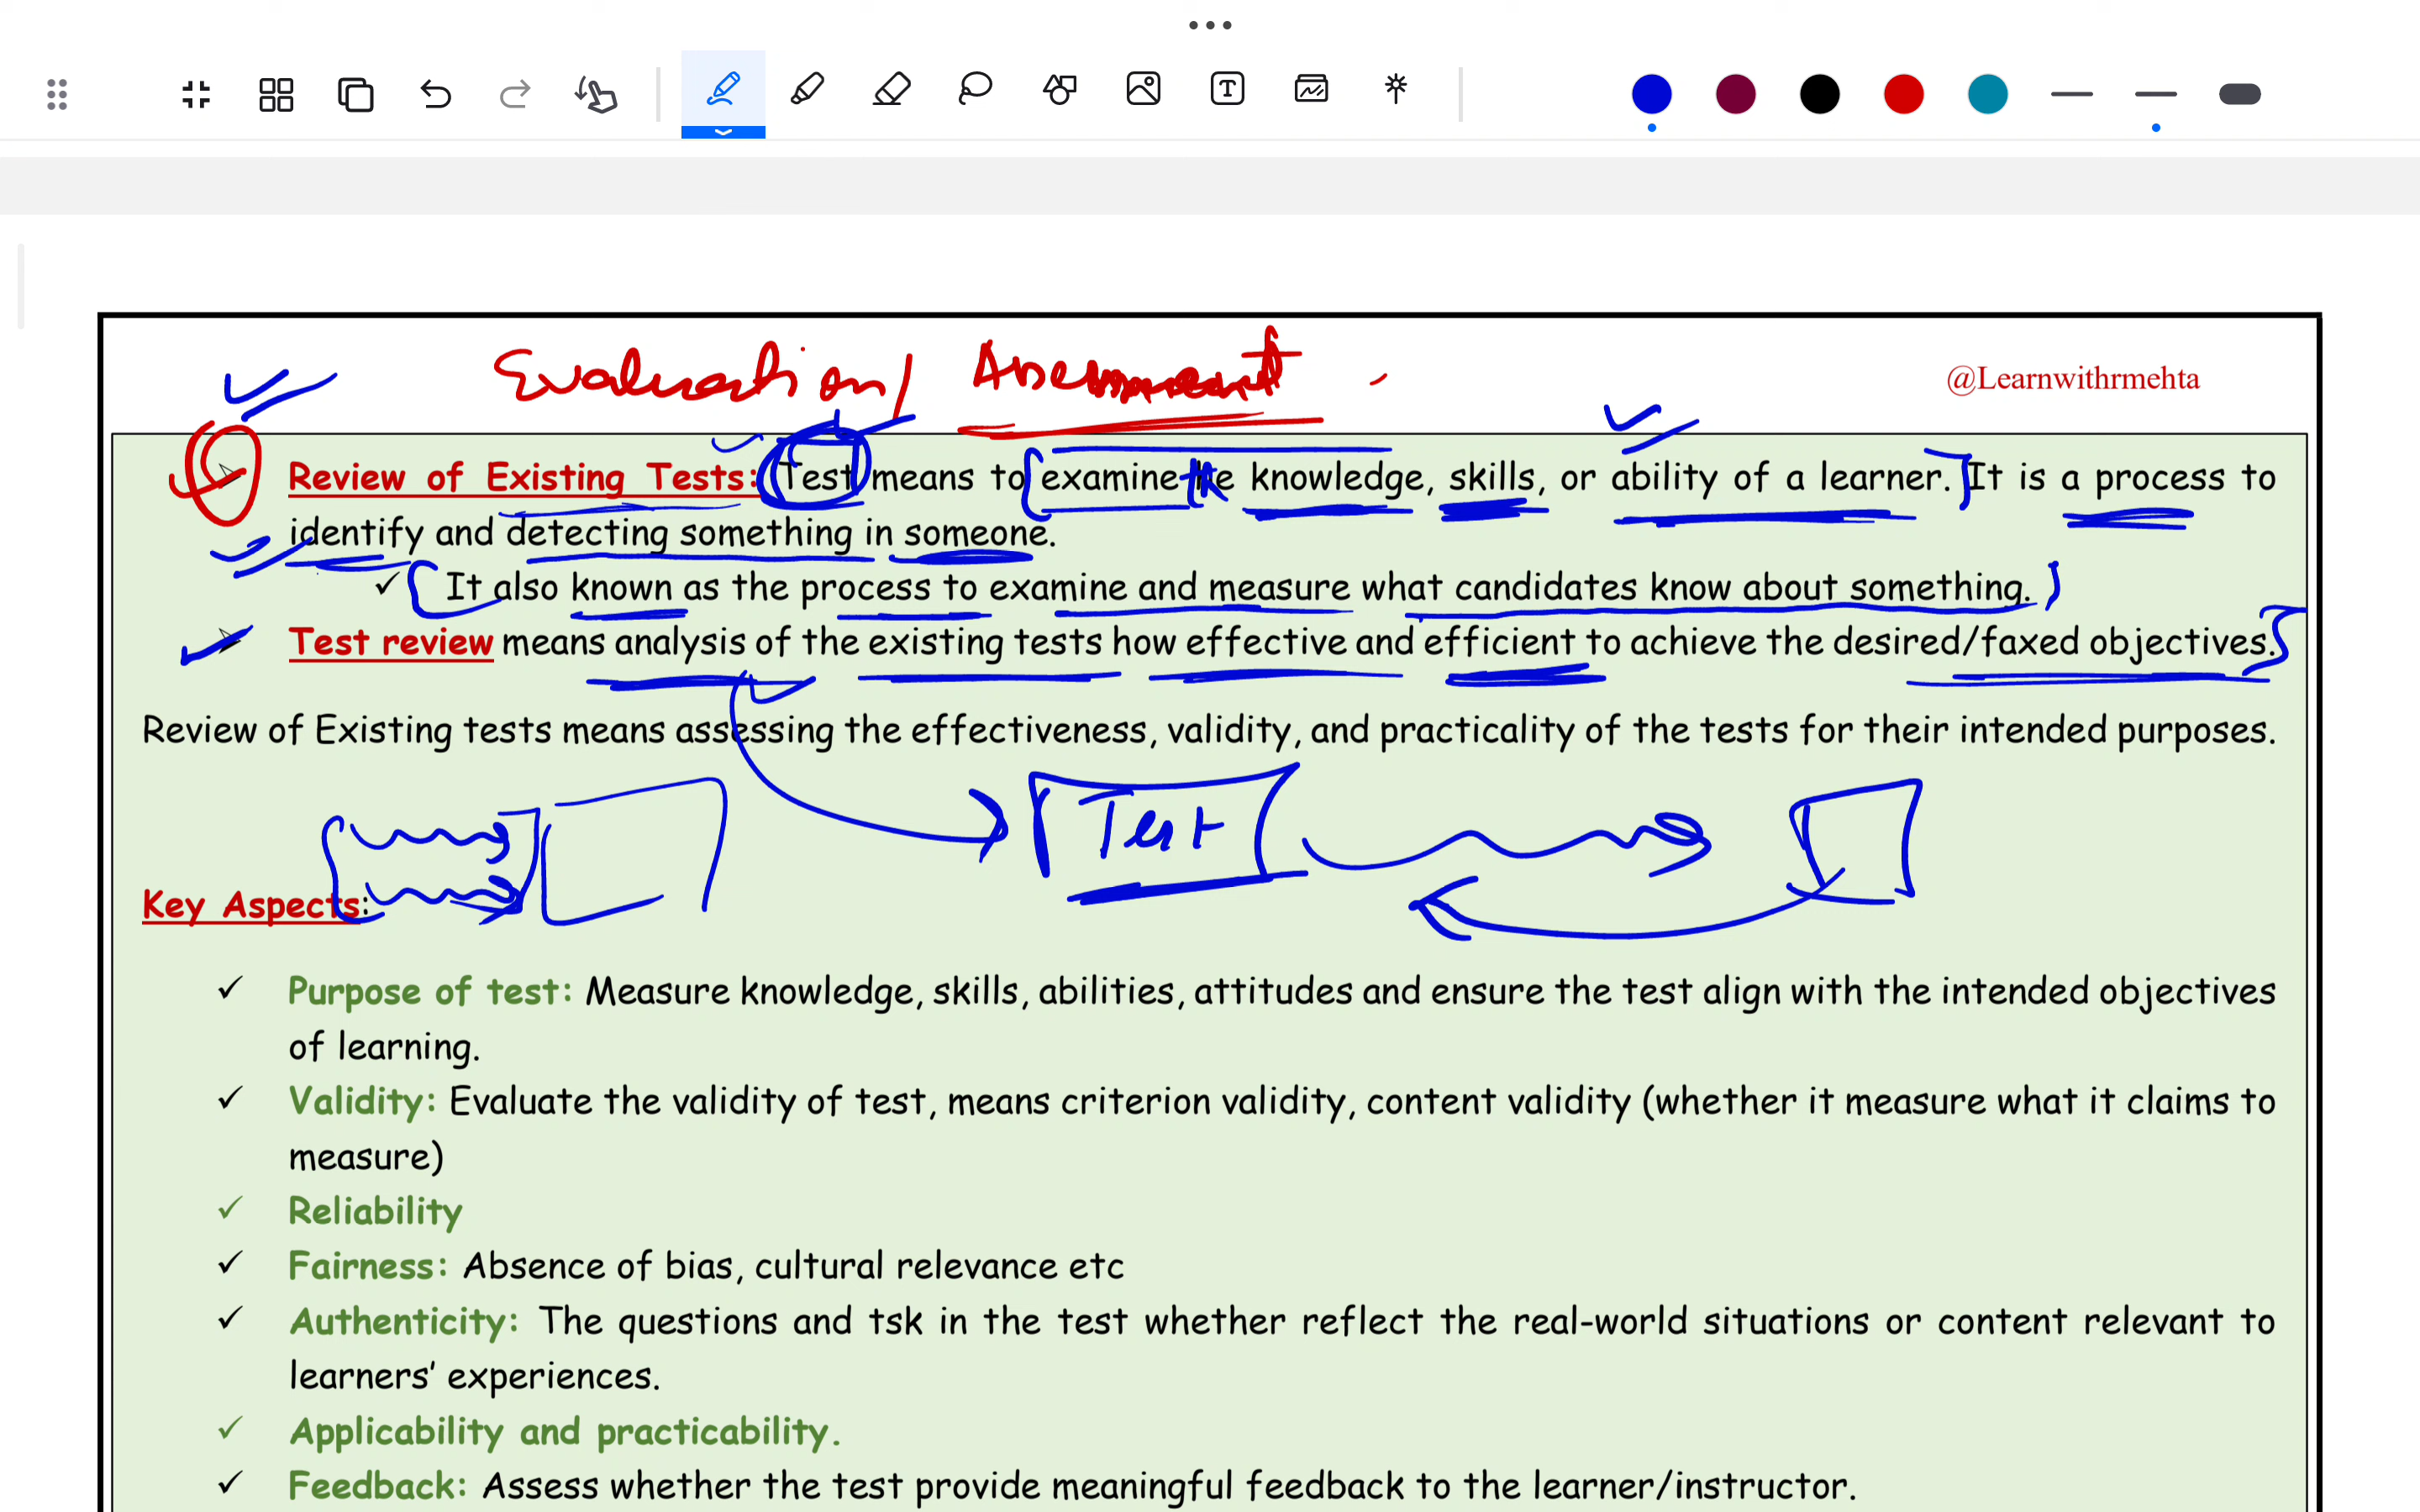 Evaluation/ Assessment
@Learnwithrmehta
Review of Existing Tests: Test means to examine the knowledge, skills, or ability of a learner. It is a process to
identify and detecting something in someone.
✓ It also known as the process to examine and measure what candidates know about something.
Test review means analysis of the existing tests how effective and efficient to achieve the desired/faxed objectives.
Review of Existing tests means assessing the effectiveness, validity, and practicality of the tests for their intended purposes.
Test
Key Aspects:
✓ Purpose of test: Measure knowledge, skills, abilities, attitudes and ensure the test align with the intended objectives
of learning.
✓ Validity: Evaluate the validity of test, means criterion validity, content validity (whether it measure what it claims to
measure)
✓ Reliability
✓ Fairness: Absence of bias, cultural relevance etc
✓ Authenticity: The questions and tsk in the test whether reflect the real-world situations or content relevant to
learners' experiences.
✓ Applicability and practicability.
✓ Feedback: Assess whether the test provide meaningful feedback to the learner/instructor.